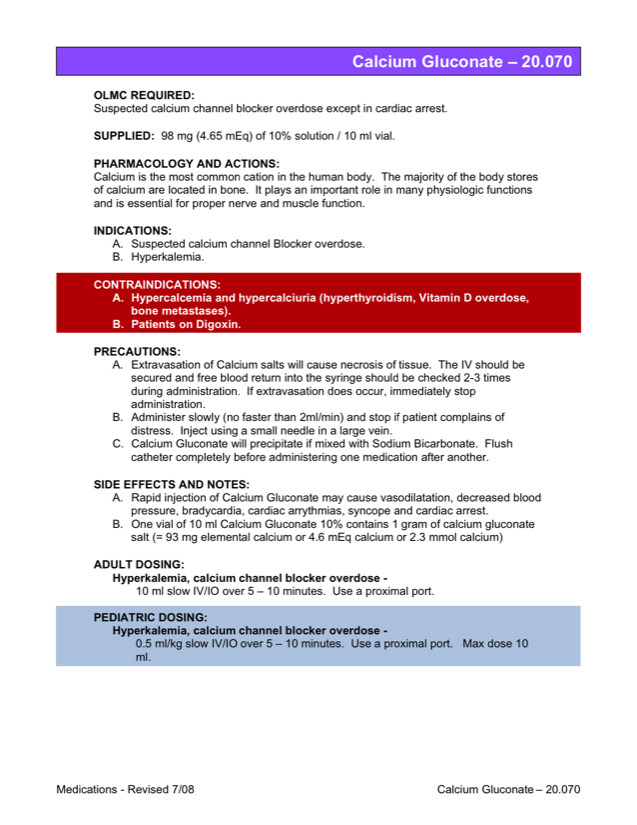 Calcium Gluconate – 20.070
OLMC REQUIRED:
Suspected calcium channel blocker overdose except in cardiac arrest.
SUPPLIED: 98 mg (4.65 mEq) of 10% solution / 10 ml vial.
PHARMACOLOGY AND ACTIONS:
Calcium is the most common cation in the human body. The majority of the body stores
of calcium are located in bone. It plays an important role in many physiologic functions
and is essential for proper nerve and muscle function.
INDICATIONS:
A. Suspected calcium channel Blocker overdose.
B. Hyperkalemia.
CONTRAINDICATIONS:
A. Hypercalcemia and hypercalciuria (hyperthyroidism, Vitamin D overdose,
bone metastases).
B. Patients on Digoxin.
PRECAUTIONS:
A. Extravasation of Calcium salts will cause necrosis of tissue. The IV should be
secured and free blood return into the syringe should be checked 2-3 times
during administration. If extravasation does occur, immediately stop
administration.
B. Administer slowly (no faster than 2ml/min) and stop if patient complains of
distress. Inject using a small needle in a large vein.
C. Calcium Gluconate will precipitate if mixed with Sodium Bicarbonate. Flush
catheter completely before administering one medication after another.
SIDE EFFECTS AND NOTES:
A. Rapid injection of Calcium Gluconate may cause vasodilatation, decreased blood
pressure, bradycardia, cardiac arrythmias, syncope and cardiac arrest.
B. One vial of 10 ml Calcium Gluconate 10% contains 1 gram of calcium gluconate
salt (= 93 mg elemental calcium or 4.6 mEq calcium or 2.3 mmol calcium)
ADULT DOSING:
Hyperkalemia, calcium channel blocker overdose -
10 ml slow IV/IO over 5 – 10 minutes. Use a proximal port.
PEDIATRIC DOSING:
Hyperkalemia, calcium channel blocker overdose -
0.5 ml/kg slow IV/IO over 5 – 10 minutes. Use a proximal port. Max dose 10
ml.
Medications - Revised 7/08
Calcium Gluconate – 20.070